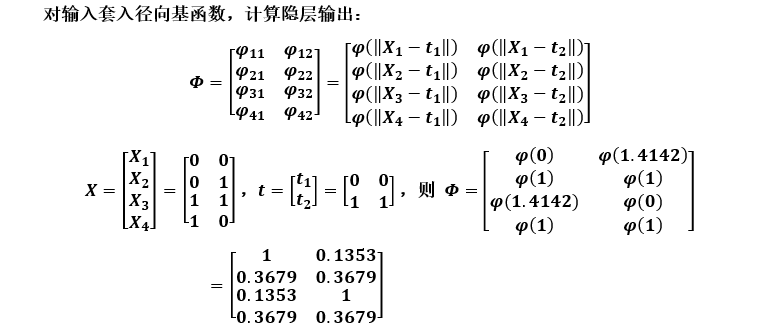 对输入套入径向基函数，计算隐层输出：
Φ = [φ₁₁ φ₁₂; φ₂₁ φ₂₂; φ₃₁ φ₃₂; φ₄₁ φ₄₂] = [φ(‖X₁ − t₁‖) φ(‖X₁ − t₂‖); φ(‖X₂ − t₁‖) φ(‖X₂ − t₂‖); φ(‖X₃ − t₁‖) φ(‖X₃ − t₂‖); φ(‖X₄ − t₁‖) φ(‖X₄ − t₂‖)]
X = [X₁; X₂; X₃; X₄] = [0 0; 0 1; 1 1; 1 0]，t = [t₁; t₂] = [0 0; 1 1]，则 Φ = [φ(0) φ(1.4142); φ(1) φ(1); φ(1.4142) φ(0); φ(1) φ(1)]
= [1 0.1353; 0.3679 0.3679; 0.1353 1; 0.3679 0.3679]